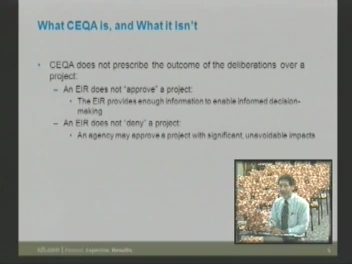 What CEQA is, and What it Isn't
• CEQA does not prescribe the outcome of the deliberations over a
project:
– An EIR does not "approve" a project:
• The EIR provides enough information to enable informed decision-
making
– An EIR does not "deny" a project:
• An agency may approve a project with significant, unavoidable impacts
Expertise. Results.